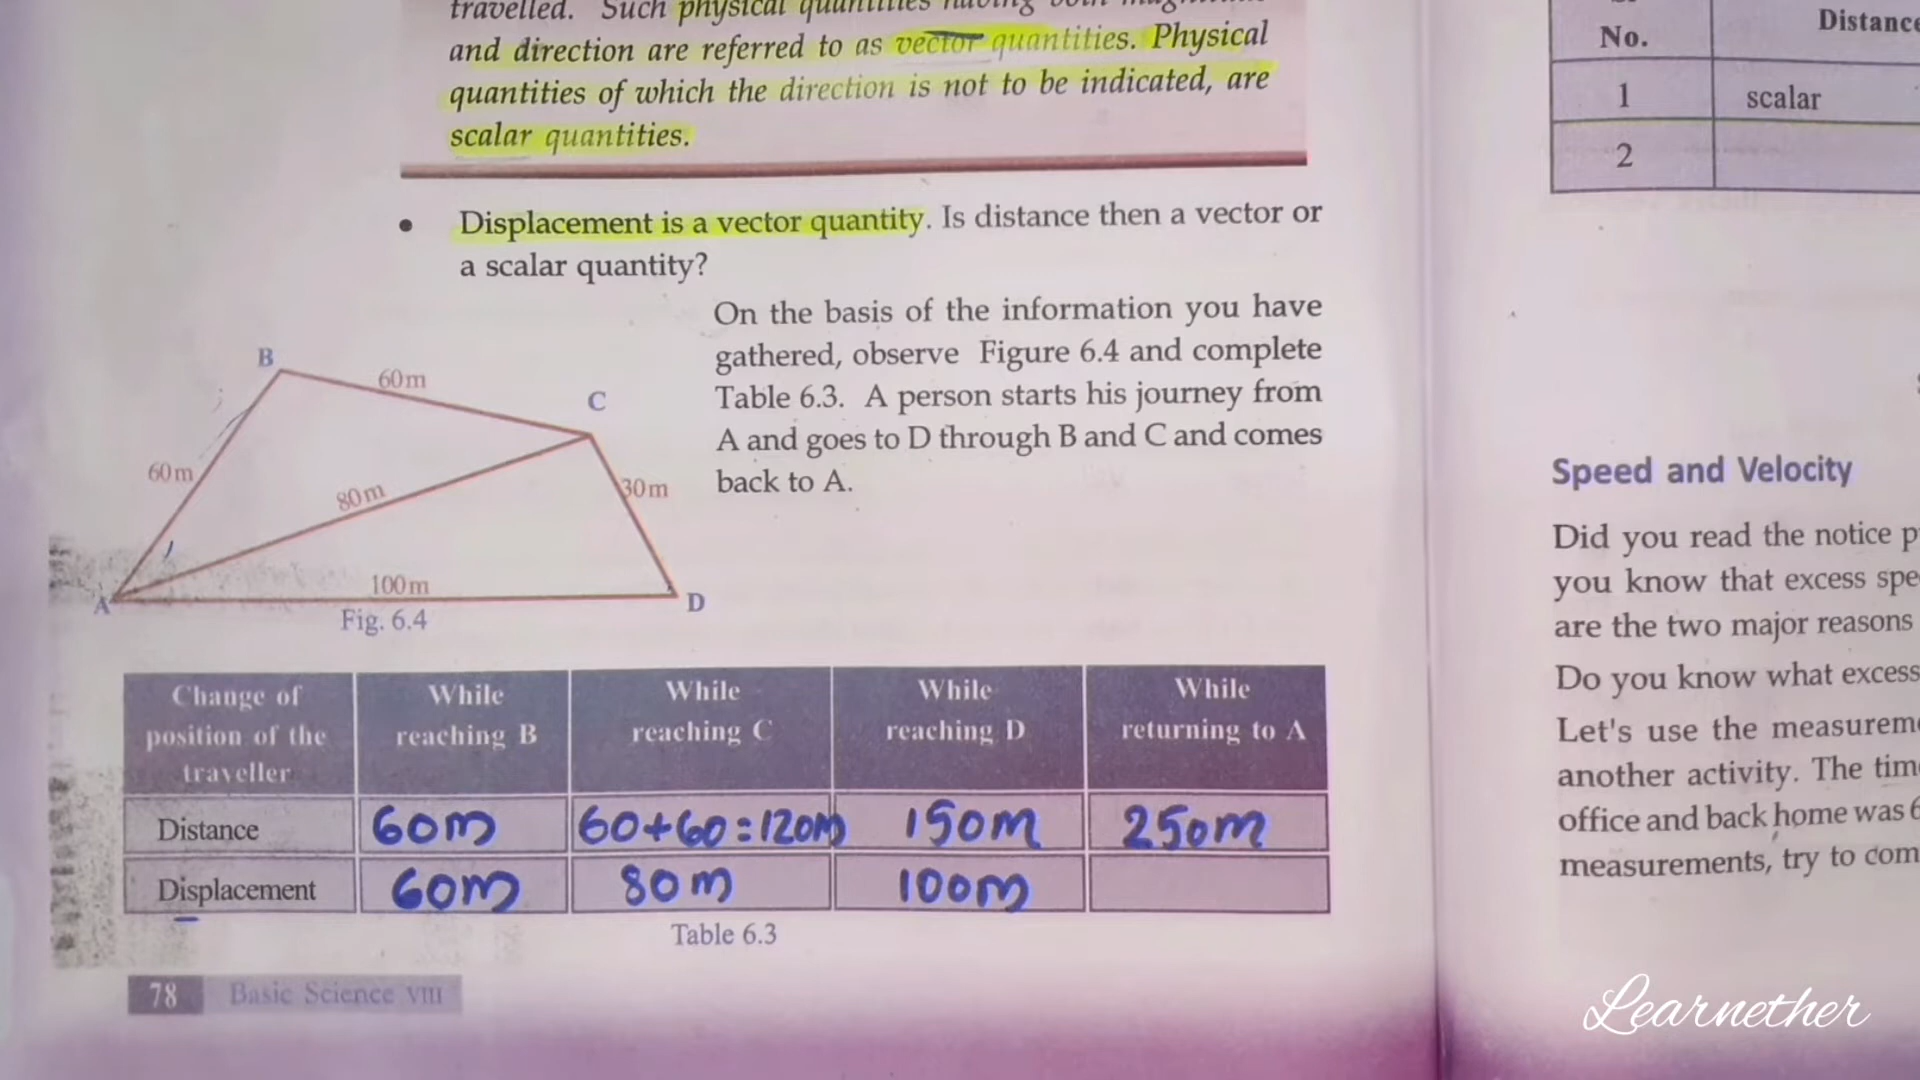 travelled. Such physical quantities having both
and direction are referred to as vector quantities. Physical
quantities of which the direction is not to be indicated, are
scalar quantities.
• Displacement is a vector quantity. Is distance then a vector or
a scalar quantity?
On the basis of the information you have
gathered, observe Figure 6.4 and complete
Table 6.3. A person starts his journey from
A and goes to D through B and C and comes
back to A.
B
60m
C
60m
80m
30m
100m
A
D
Fig. 6.4
Change of position of the traveller
While reaching B
While reaching C
While reaching D
While returning to A
Distance 60m 60+60=120m 150m 250m
Displacement 60m 80m 100m
Table 6.3
78 Basic Science VIII
No. Distance
1 scalar
2
Speed and Velocity
Did you read the notice
you know that excess
are the two major reasons
Do you know what excess
Let's use the
another activity. The
office and back home was
measurements, try to
Learnether